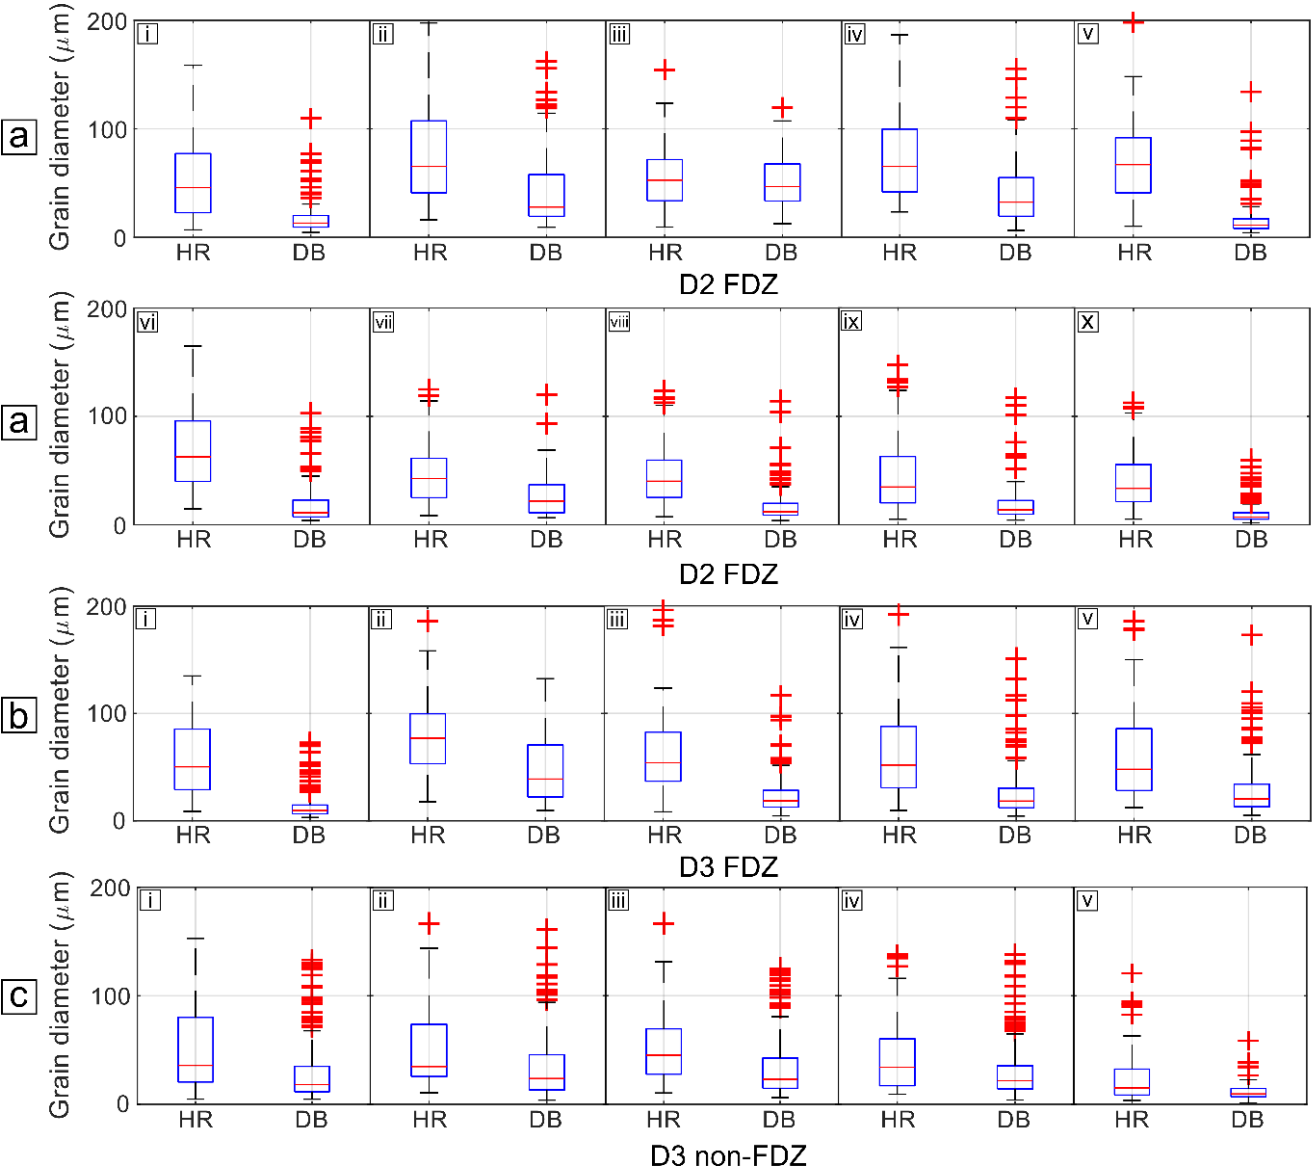 200 i ii iii iv v
Grain diameter (μm)
a
100
0
HR DB HR DB HR DB HR DB HR DB
D2 FDZ
200 vi vii viii ix x
Grain diameter (μm)
a
100
0
HR DB HR DB HR DB HR DB HR DB
D2 FDZ
200 i ii iii iv v
Grain diameter (μm)
b
100
0
HR DB HR DB HR DB HR DB HR DB
D3 FDZ
200 i ii iii iv v
Grain diameter (μm)
c
100
0
HR DB HR DB HR DB HR DB HR DB
D3 non-FDZ